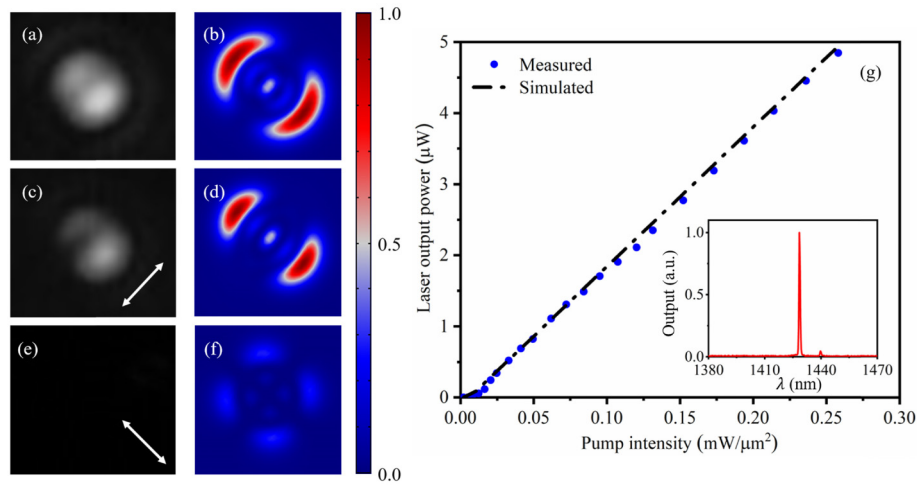 (a)
(b)
(c)
(d)
(e)
(f)
1.0
0.5
0.0
(g)
Measured
Simulated
Laser output power (μW)
5
4
3
2
1
0
0.00
0.05
0.10
0.15
0.20
0.25
0.30
Pump intensity (mW/μm²)
Output (a.u.)
1.0
0.5
0.0
1380
1410
1440
1470
λ (nm)